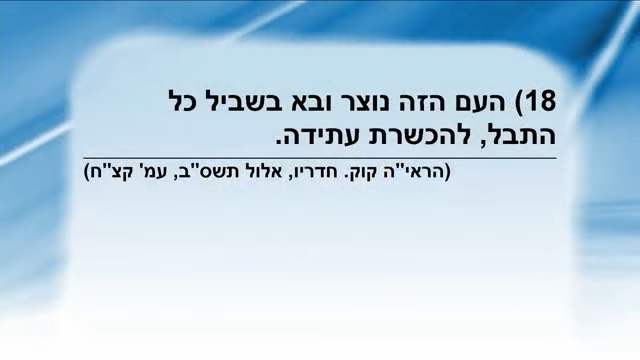 18) העם הזה נוצר ובא בשביל כל
התבל, להכשרת עתידה.
(הראי"ה קוק. חדריו, אלול תשס"ב, עמ' קצ"ח)